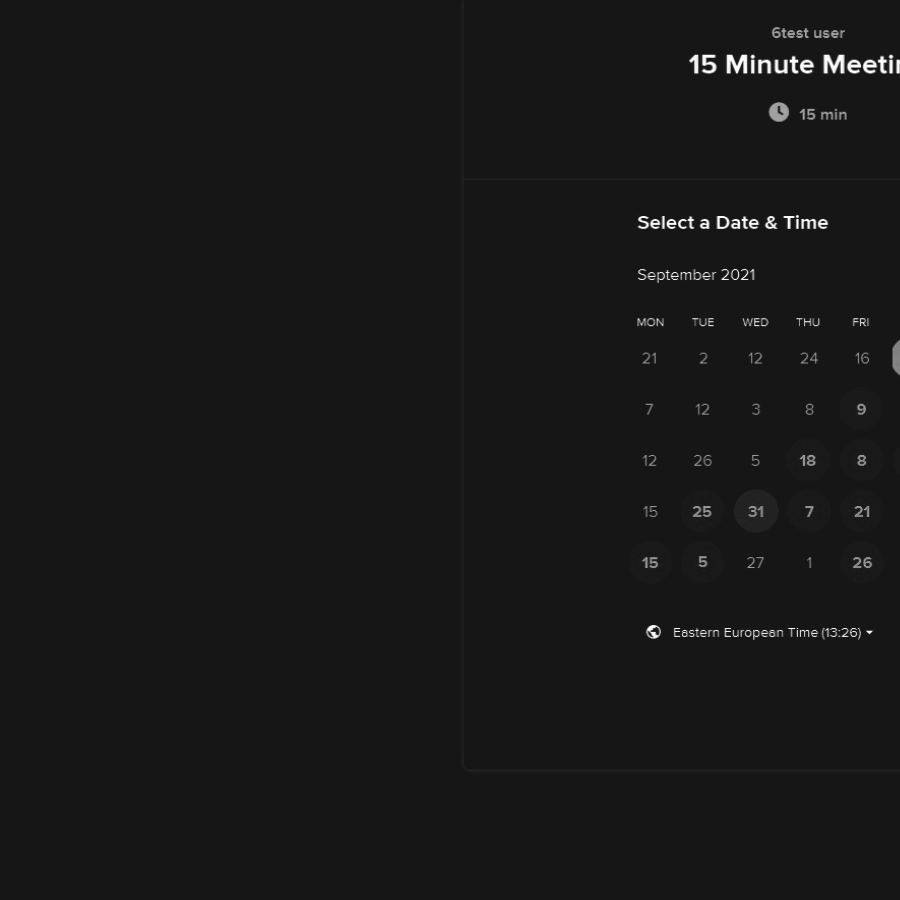 6test user
15 Minute Meetin
15 min
Select a Date & Time
September 2021
MON TUE WED THU FRI
21 2 12 24 16
7 12 3 8 9
12 26 5 18 8
15 25 31 7 21
15 5 27 1 26
Eastern European Time (13:26)